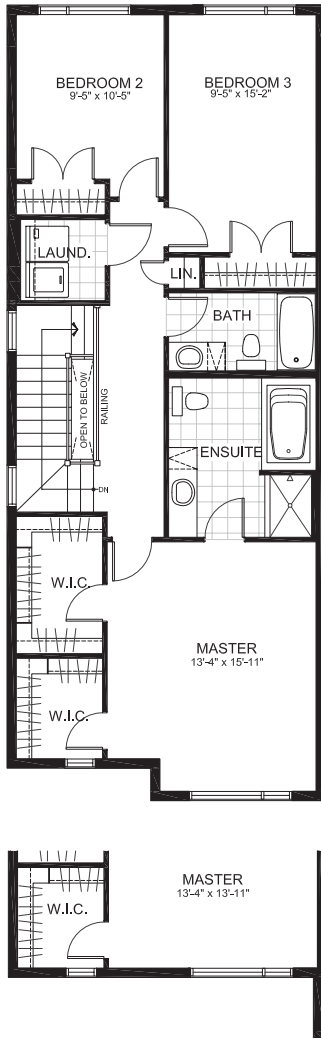 BEDROOM 2
9'-5" x 10'-5"
BEDROOM 3
9'-5" x 15'-2"
LAUND.
LIN.
BATH
OPEN TO BELOW
RAILING
ENSUITE
DN
W.I.C.
MASTER
13'-4" x 15'-11"
W.I.C.
MASTER
13'-4" x 13'-11"
W.I.C.